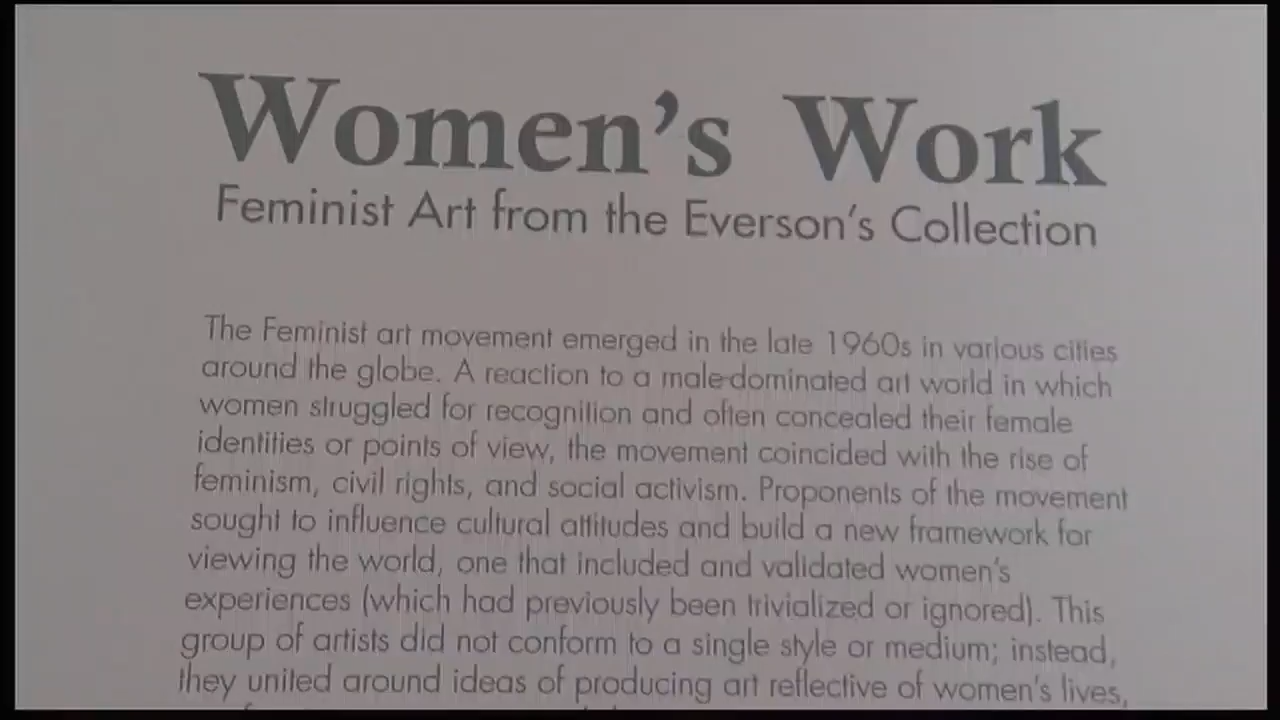 Women's Work
Feminist Art from the Everson's Collection
The Feminist art movement emerged in the late 1960s in various cities
around the globe. A reaction to a male-dominated art world in which
women struggled for recognition and often concealed their female
identities or points of view, the movement coincided with the rise of
feminism, civil rights, and social activism. Proponents of the movement
sought to influence cultural attitudes and build a new framework for
viewing the world, one that included and validated women's
experiences (which had previously been trivialized or ignored). This
group of artists did not conform to a single style or medium; instead,
they united around ideas of producing art reflective of women's lives,